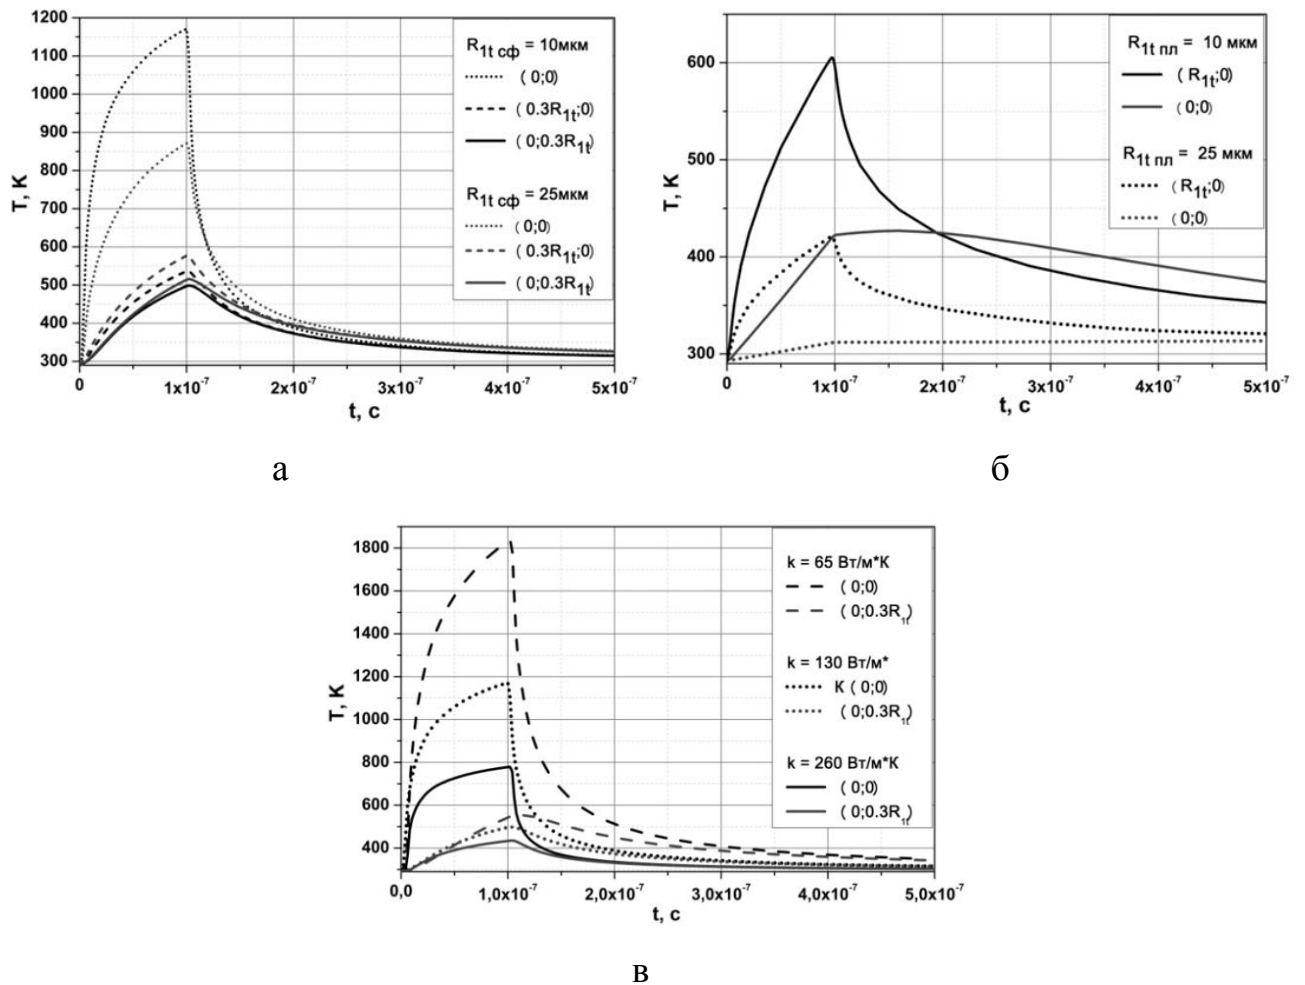 1200
1100
1000
900
800
700
600
500
400
300
T, K
R1t сф = 10мкм
( 0;0)
( 0.3R1t;0)
( 0;0.3R1t)
R1t сф = 25мкм
( 0;0)
( 0.3R1t;0)
( 0;0.3R1t)
0 1x10-7 2x10-7 3x10-7 4x10-7 5x10-7
t, c
а
600
500
400
300
T, K
R1t пл = 10 мкм
( R1t;0)
( 0;0)
R1t пл = 25 мкм
( R1t;0)
( 0;0)
0 1x10-7 2x10-7 3x10-7 4x10-7 5x10-7
t, c
б
1800
1600
1400
1200
1000
800
600
400
T, K
k = 65 Вт/м*К
( 0;0)
( 0;0.3R1t)
k = 130 Вт/м*
К ( 0;0)
( 0;0.3R1t)
k = 260 Вт/м*К
( 0;0)
( 0;0.3R1t)
0,0 1,0x10-7 2,0x10-7 3,0x10-7 4,0x10-7 5,0x10-7
t, c
в